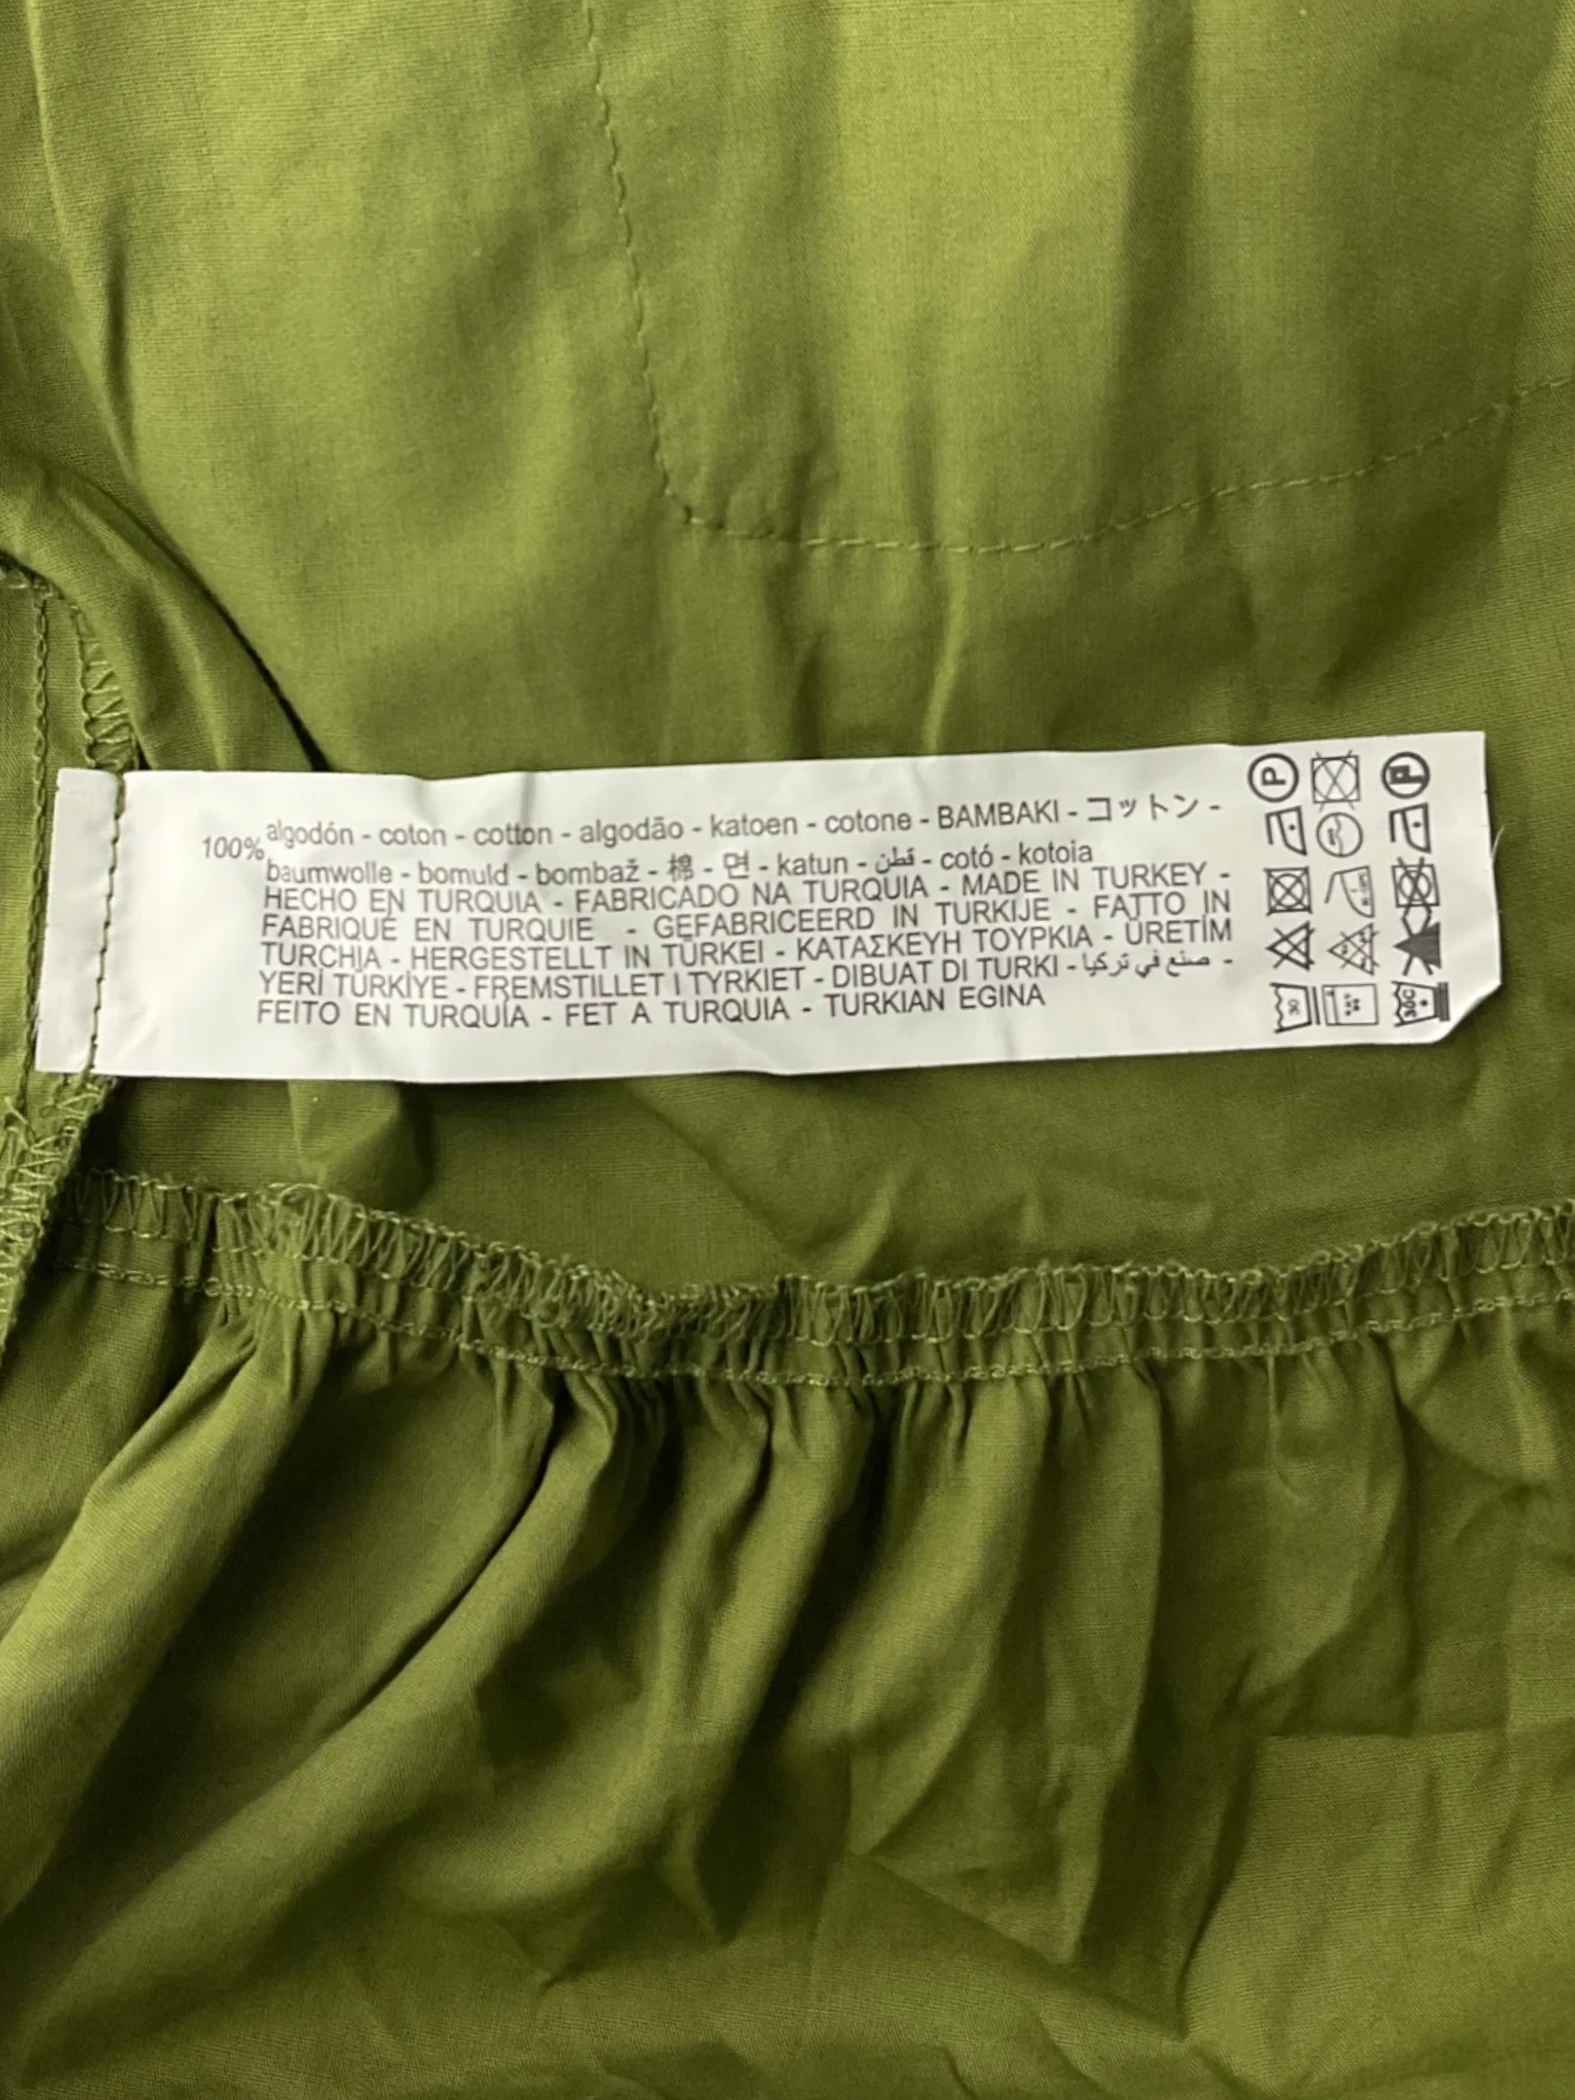 100% algodón - coton - cotton - algodão - katoen - cotone - BAMBAKI - コットン -
baumwolle - bomuld - bombaž - 棉 - 면 - katun - قطن - cotó - kotoia
HECHO EN TURQUIA - FABRICADO NA TURQUIA - MADE IN TURKEY -
FABRIQUÉ EN TURQUIE - GEFABRICEERD IN TURKIJE - FATTO IN
TURCHIA - HERGESTELLT IN TÜRKEI - ΚΑΤΑΣΚΕΥΗ ΤΟΥΡΚΙΑ - ÜRETİM
YERİ TÜRKİYE - FREMSTILLET I TYRKIET - DIBUAT DI TURKI - صنع في تركيا -
FEITO EN TURQUÍA - FET A TURQUIA - TURKIAN EGINA
P
P
30C